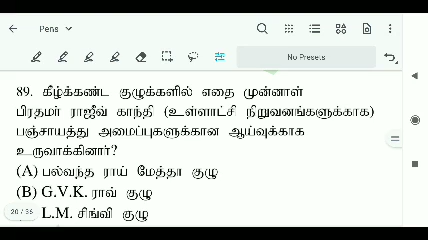 Pens
No Presets
89. கீழ்க்கண்ட குழுக்களில் எதை முன்னாள்
பிரதமர் ராஜீவ் காந்தி (உள்ளாட்சி நிறுவனங்களுக்காக)
பஞ்சாயத்து அமைப்புகளுக்கான ஆய்வுக்காக
உருவாக்கினார்?
(A) பல்வந்த ராய் மேத்தா குழு
(B) G.V.K. ராவ் குழு
20 / 36
L.M. சிங்வி குழு